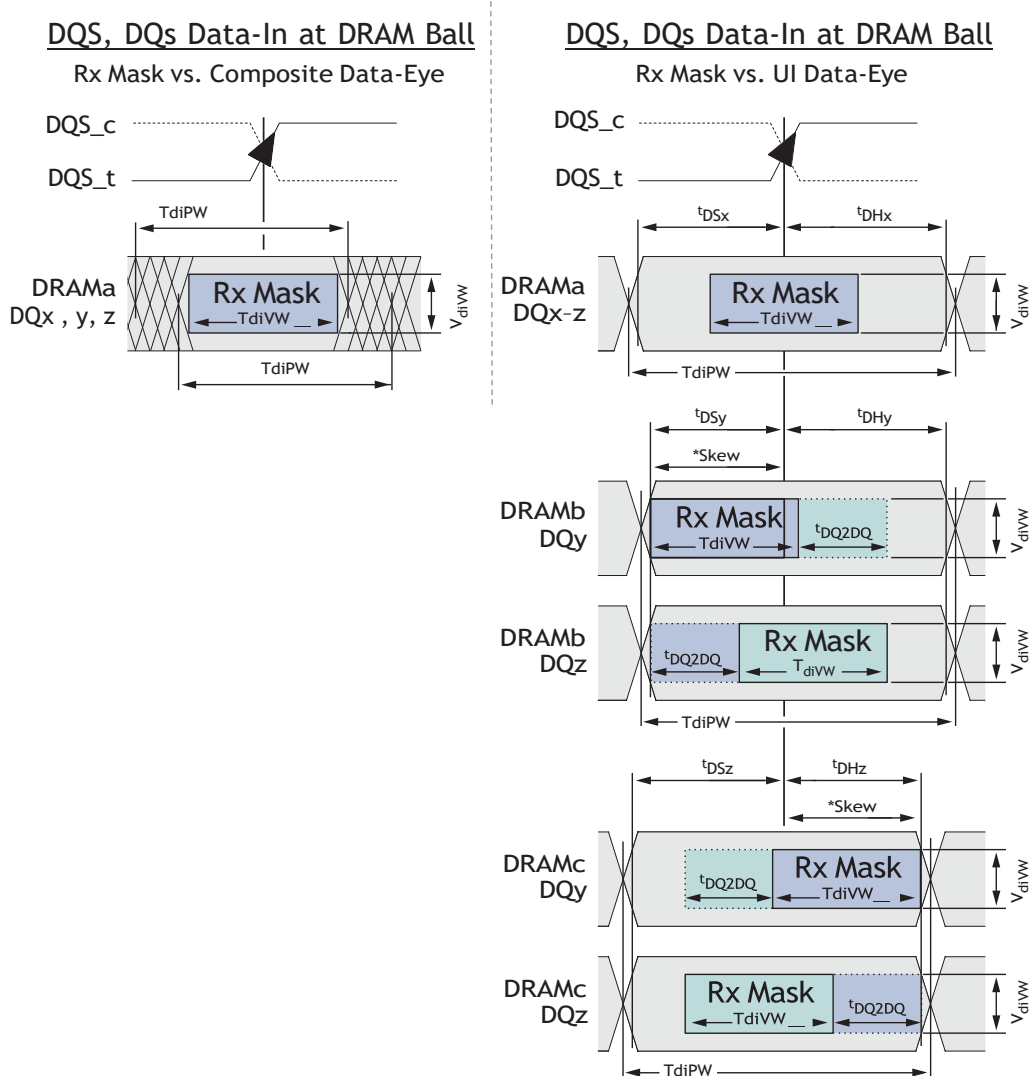 DQS, DQs Data-In at DRAM Ball
Rx Mask vs. Composite Data-Eye
DQS_c
DQS_t
TdiPW
DRAMa
DQx , y, z
Rx Mask
TdiVW__
VdiVW
TdiPW
DQS, DQs Data-In at DRAM Ball
Rx Mask vs. UI Data-Eye
DQS_c
DQS_t
tDSx
tDHx
DRAMa
DQx–z
Rx Mask
TdiVW__
VdiVW
TdiPW
tDSy
tDHy
*Skew
DRAMb
DQy
Rx Mask
TdiVW
tDQ2DQ
VdiVW
DRAMb
DQz
tDQ2DQ
Rx Mask
TdiVW
VdiVW
TdiPW
tDSz
tDHz
*Skew
DRAMc
DQy
tDQ2DQ
Rx Mask
TdiVW__
VdiVW
DRAMc
DQz
Rx Mask
TdiVW__
tDQ2DQ
VdiVW
TdiPW